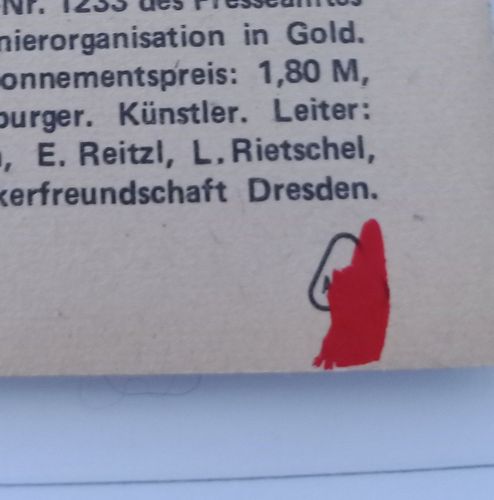 Nr. 1233 des Presseamtes
nierorganisation in Gold.
onnementspreis: 1,80 M,
burger. Künstler. Leiter:
, E. Reitzl, L. Rietschel,
kerfreundschaft Dresden.